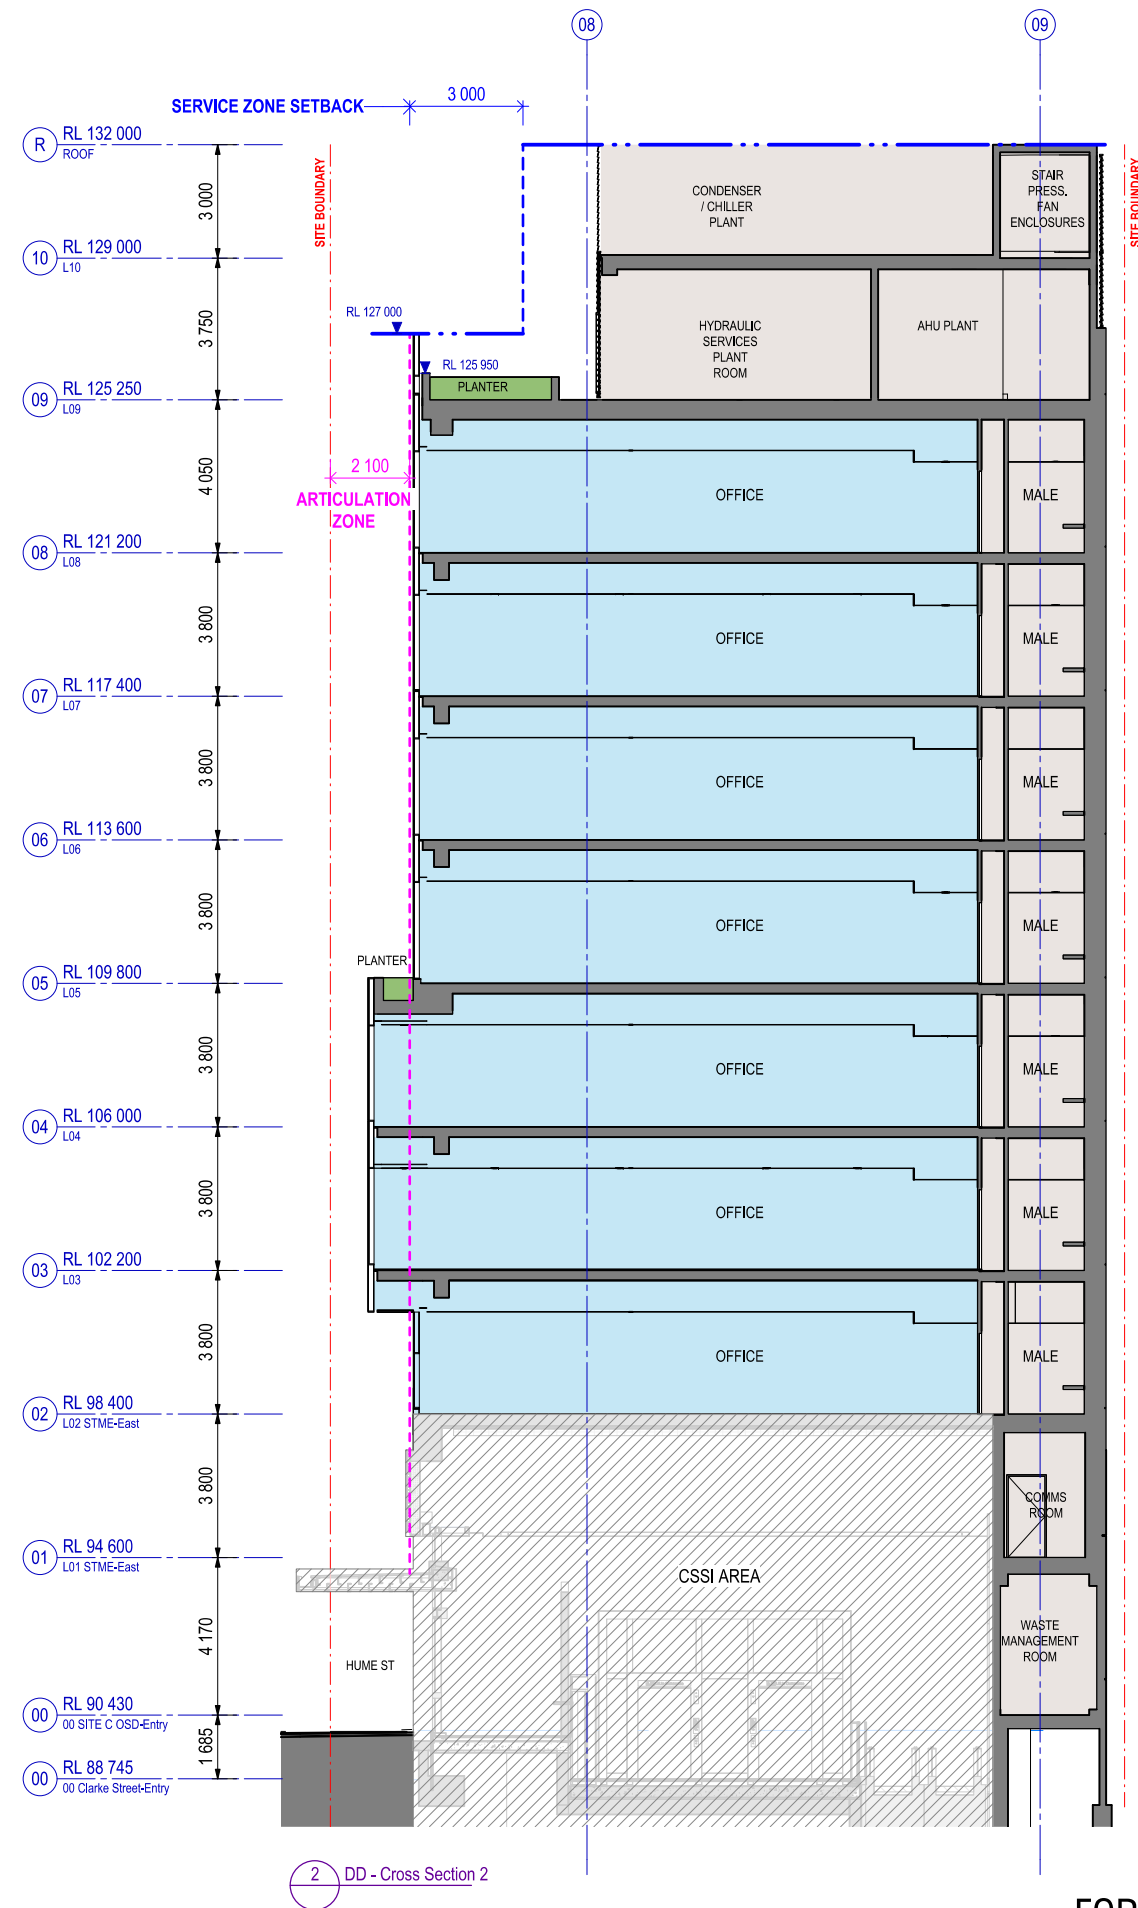 08
09
SERVICE ZONE SETBACK
3 000
R
RL 132 000
ROOF
SITE BOUNDARY
SITE BOUNDARY
3 000
CONDENSER
/ CHILLER
PLANT
STAIR
PRESS.
FAN
ENCLOSURES
10
RL 129 000
L10
3 750
RL 127 000
HYDRAULIC
SERVICES
PLANT
ROOM
AHU PLANT
RL 125 950
PLANTER
09
RL 125 250
L09
4 050
2 100
ARTICULATION
ZONE
OFFICE
MALE
08
RL 121 200
L08
3 800
OFFICE
MALE
07
RL 117 400
L07
3 800
OFFICE
MALE
06
RL 113 600
L06
3 800
OFFICE
MALE
PLANTER
05
RL 109 800
L05
3 800
OFFICE
MALE
04
RL 106 000
L04
3 800
OFFICE
MALE
03
RL 102 200
L03
3 800
OFFICE
MALE
02
RL 98 400
L02 STME-East
3 800
COMMS
ROOM
01
RL 94 600
L01 STME-East
CSSI AREA
4 170
WASTE
MANAGEMENT
ROOM
HUME ST
00
RL 90 430
00 SITE C OSD-Entry
1 685
00
RL 88 745
00 Clarke Street-Entry
2
DD - Cross Section 2